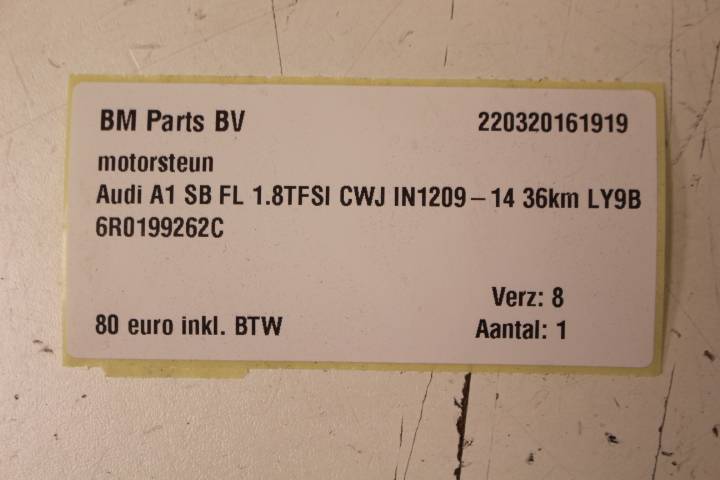 BM Parts BV 220320161919
motorsteun
Audi A1 SB FL 1.8TFSI CWJ IN1209 – 14 36km LY9B
6R0199262C
Verz: 8
80 euro inkl. BTW Aantal: 1